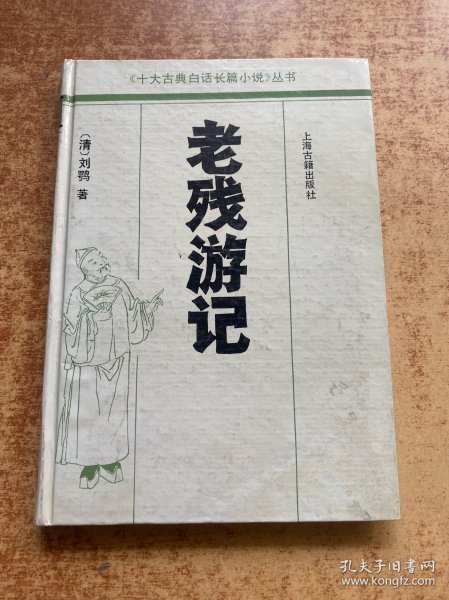 《十大古典白话长篇小说》丛书
〔清〕刘鹗 著
老残游记
上海古籍出版社
孔夫子旧书网
www.kongfz.com